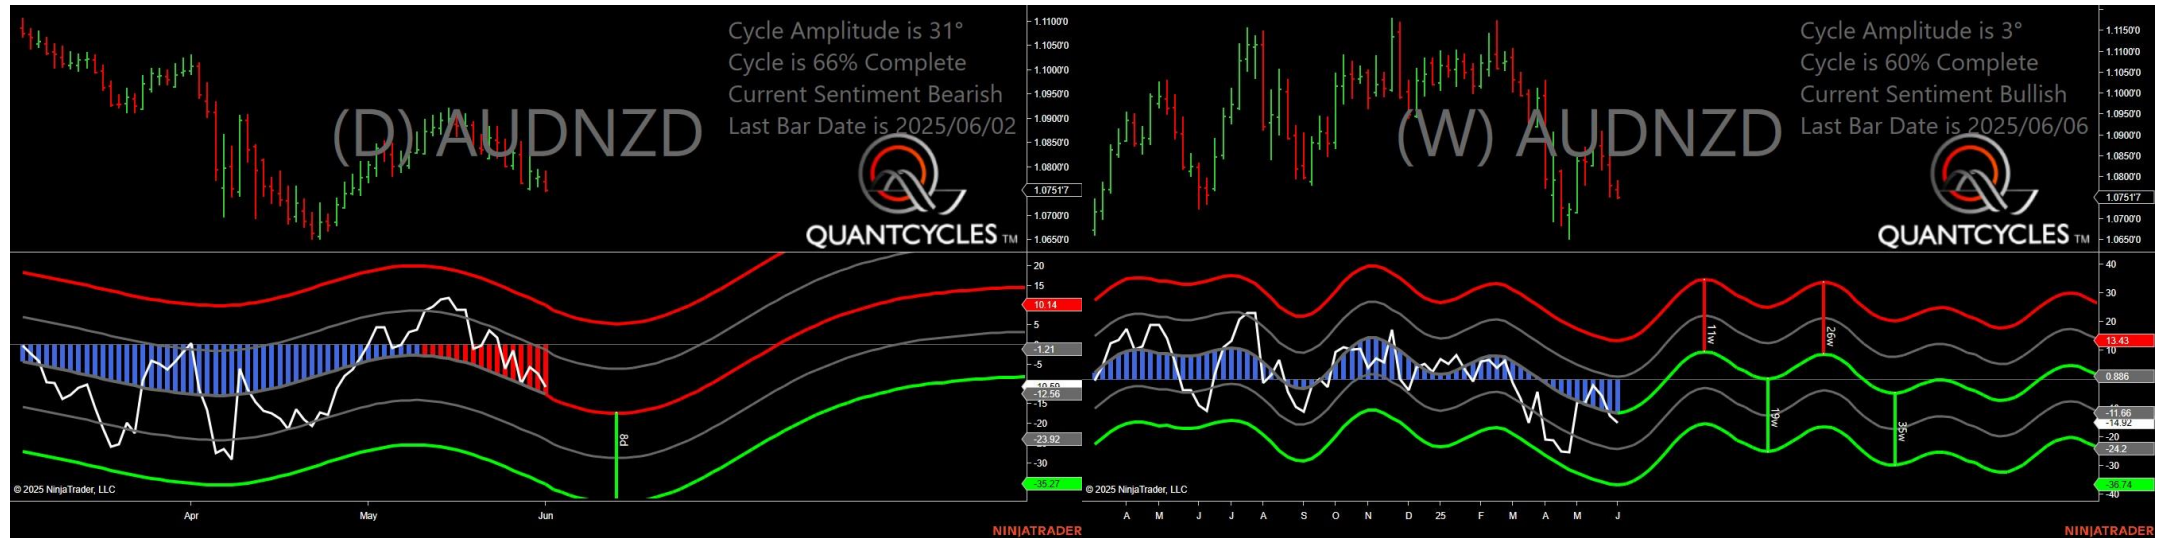 Cycle Amplitude is 31°
Cycle is 66% Complete
Current Sentiment Bearish
Last Bar Date is 2025/06/02
(D) AUDNZD
QUANTCYCLES TM
1.1100'0
1.1050'0
1.1000'0
1.0950'0
1.0900'0
1.0850'0
1.0800'0
1.0751'7
1.0700'0
1.0650'0
20
15
10.14
5
-1.21
-5
-10.59
-12.56
-15
-20
-23.92
-30
-35.27
8d
© 2025 NinjaTrader, LLC
Apr May Jun
NINJATRADER
Cycle Amplitude is 3°
Cycle is 60% Complete
Current Sentiment Bullish
Last Bar Date is 2025/06/06
(W) AUDNZD
QUANTCYCLES TM
1.1150'0
1.1100'0
1.1050'0
1.1000'0
1.0950'0
1.0900'0
1.0850'0
1.0800'0
1.0751'7
1.0700'0
1.0650'0
40
30
20
13.43
10
0.886
-11.66
-14.92
-20
-24.2
-30
-36.74
-40
11w
26w
19w
35w
© 2025 NinjaTrader, LLC
A M J J A S O N D 25 F M A M J
NINJATRADER